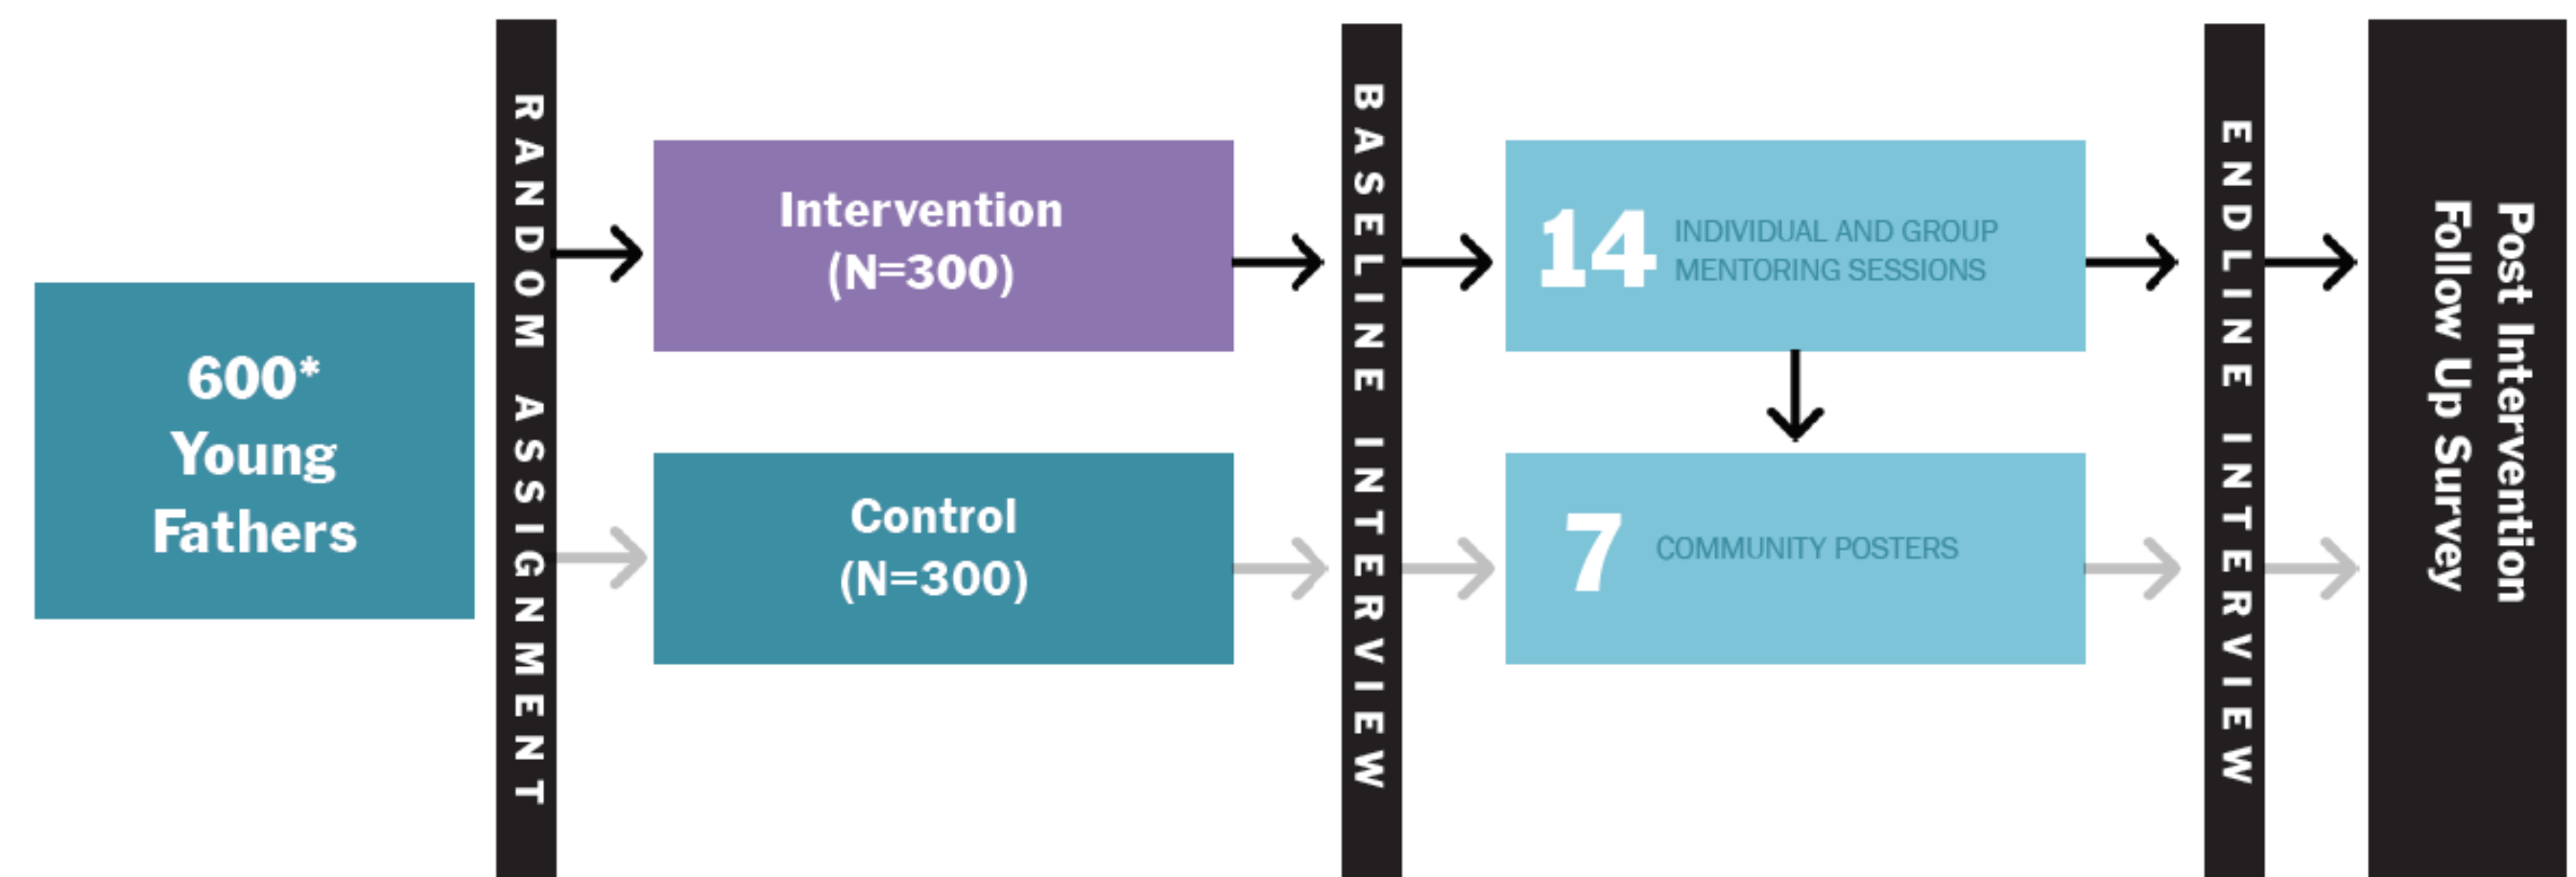 600*
Young
Fathers
RANDOM ASSIGNMENT
Intervention
(N=300)
Control
(N=300)
BASELINE INTERVIEW
14
INDIVIDUAL AND GROUP
MENTORING SESSIONS
7
COMMUNITY POSTERS
ENDLINE INTERVIEW
Post Intervention
Follow Up Survey